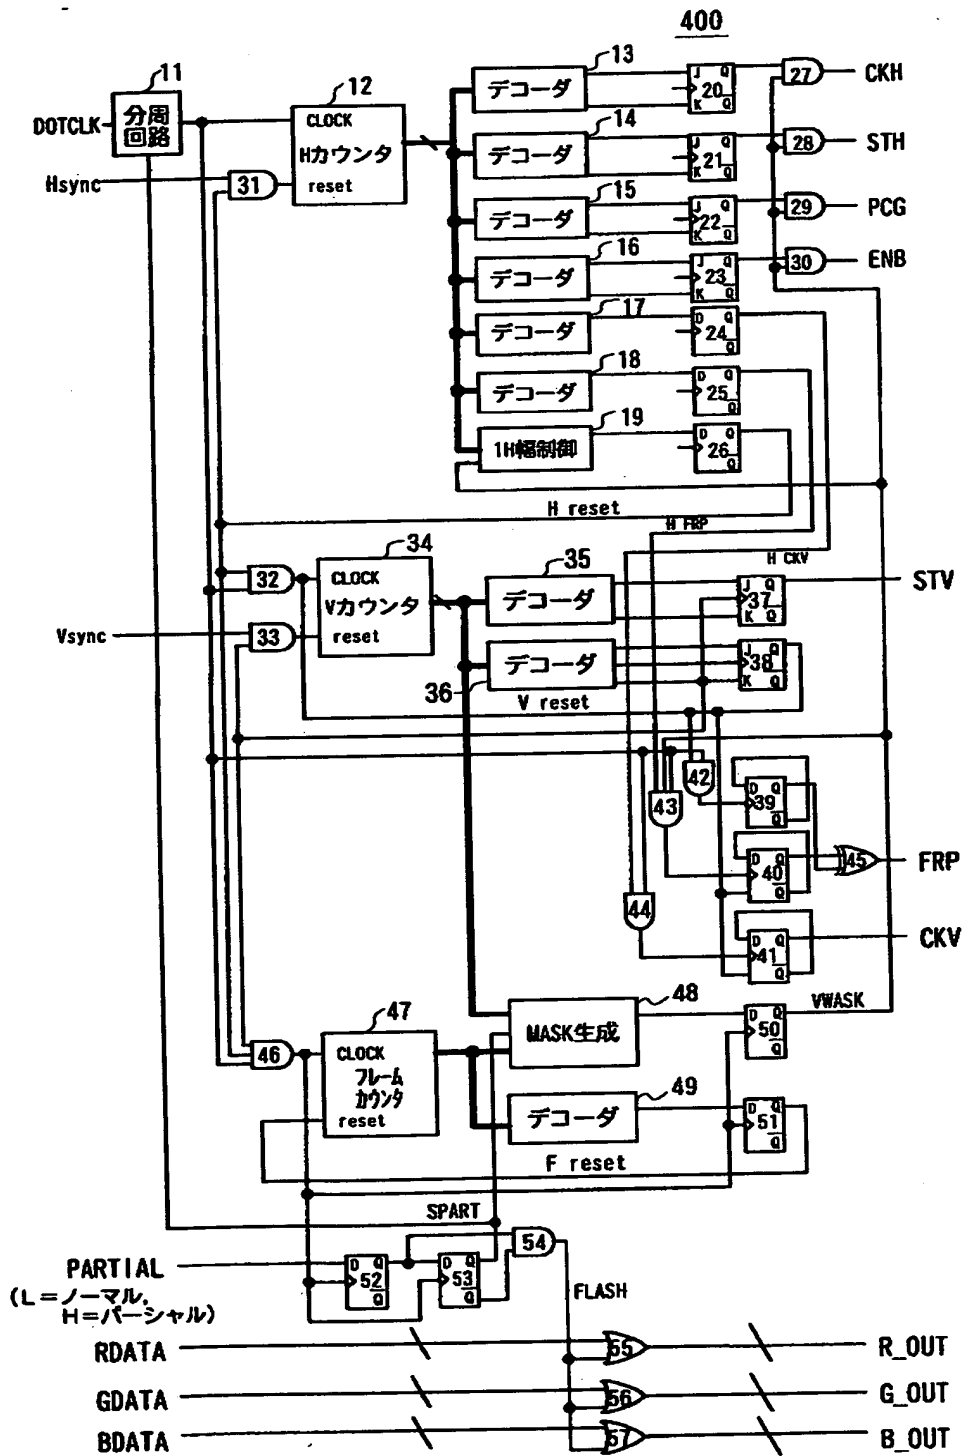 400
11
分周
回路
DOTCLK
12
CLOCK
Hカウンタ
reset
Hsync
31
13
デコーダ
J Q
20
K Q
27
CKH
14
デコーダ
J Q
21
K Q
28
STH
15
デコーダ
J Q
22
K Q
29
PCG
16
デコーダ
J Q
23
K Q
30
ENB
17
デコーダ
D Q
24
Q
18
デコーダ
D Q
25
Q
19
1H幅制御
D Q
26
Q
H reset
H FRP
H CKV
32
34
CLOCK
Vカウンタ
reset
Vsync
33
35
デコーダ
J Q
37
K Q
STV
36
デコーダ
J Q
38
K Q
V reset
42
43
44
D Q
39
Q
D Q
40
Q
45
FRP
D Q
41
Q
CKV
46
47
CLOCK
フレーム
カウンタ
reset
48
MASK生成
VWASK
D Q
50
Q
49
デコーダ
D Q
51
Q
F reset
SPART
54
PARTIAL
(L=ノーマル,
H=パーシャル)
D Q
52
Q
D Q
53
Q
FLASH
RDATA
55
R_OUT
GDATA
56
G_OUT
BDATA
57
B_OUT